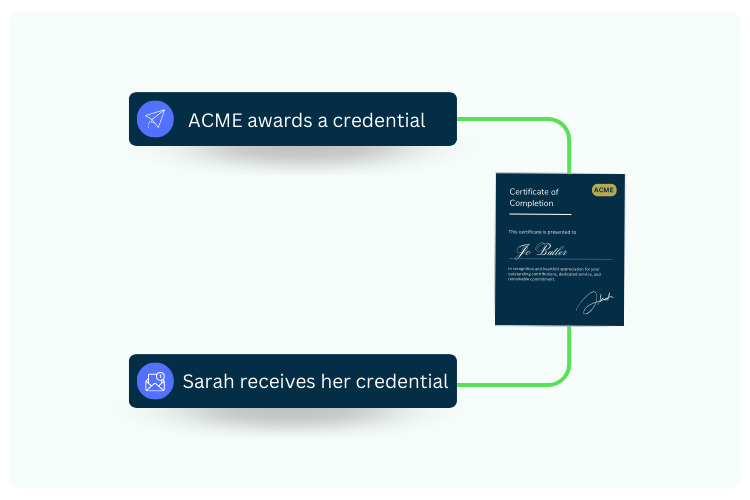 ACME awards a credential
Certificate of
Completion
ACME
This certificate is presented to
Jo Butler
In recognition and heartfelt appreciation for your
outstanding contributions, dedicated service, and
remarkable commitment.
1
Sarah receives her credential